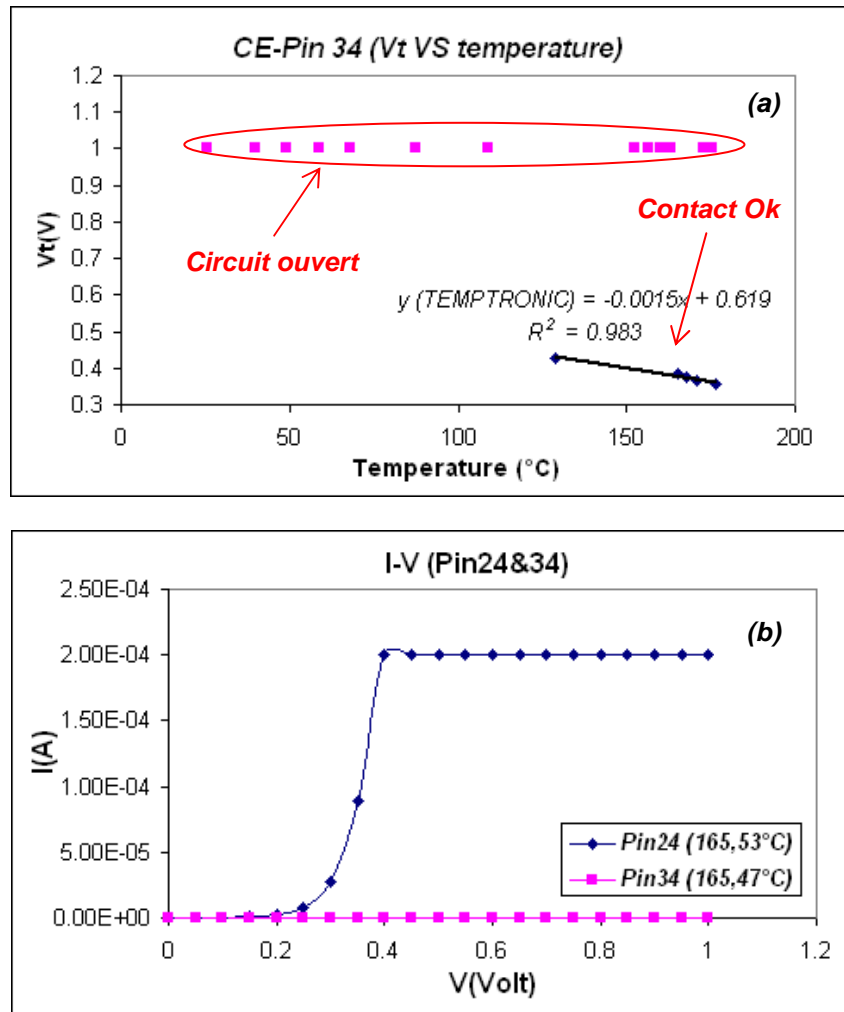 CE-Pin 34 (Vt VS temperature)
(a)
1.2
1.1
1
0.9
0.8
0.7
0.6
0.5
0.4
0.3
Vt(V)
Circuit ouvert
Contact Ok
y (TEMPTRONIC) = -0.0015x + 0.619
R² = 0.983
0 50 100 150 200
Temperature (°C)
I-V (Pin24&34)
(b)
2.50E-04
2.00E-04
1.50E-04
1.00E-04
5.00E-05
0.00E+00
I(A)
Pin24 (165,53°C)
Pin34 (165,47°C)
0 0.2 0.4 0.6 0.8 1 1.2
V(Volt)